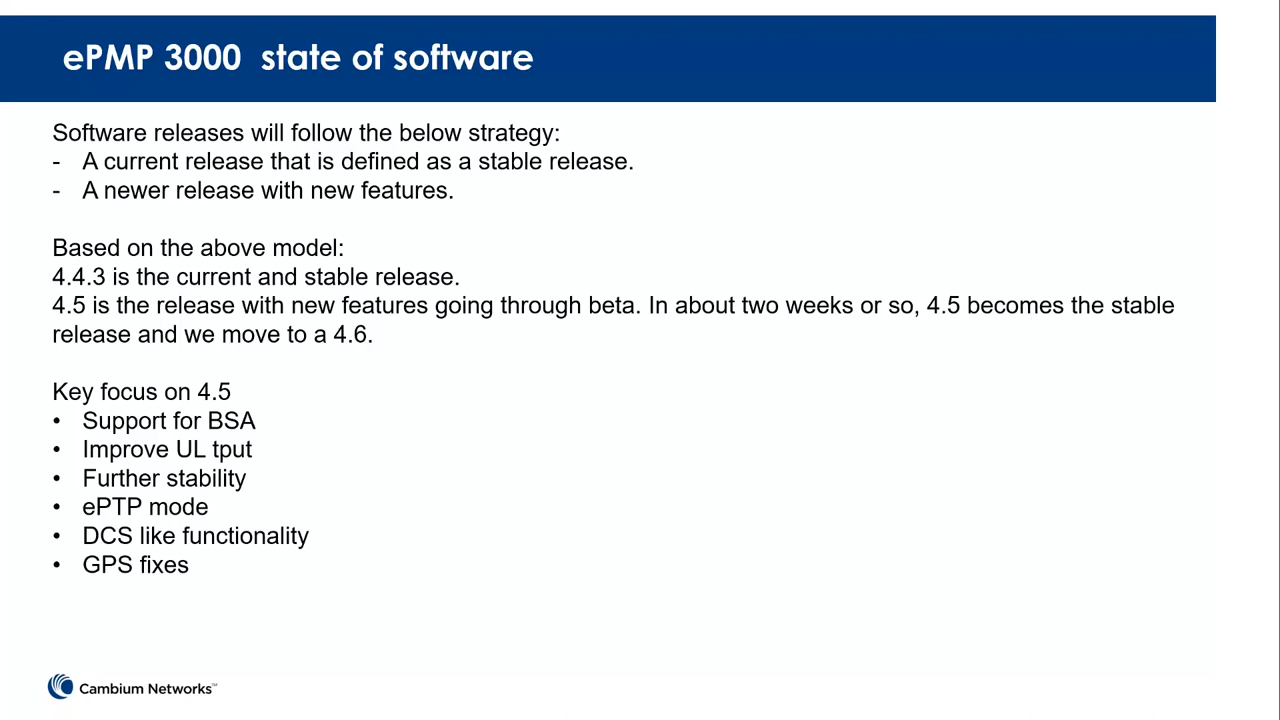 ePMP 3000 state of software
Software releases will follow the below strategy:
- A current release that is defined as a stable release.
- A newer release with new features.
Based on the above model:
4.4.3 is the current and stable release.
4.5 is the release with new features going through beta. In about two weeks or so, 4.5 becomes the stable
release and we move to a 4.6.
Key focus on 4.5
• Support for BSA
• Improve UL tput
• Further stability
• ePTP mode
• DCS like functionality
• GPS fixes
Cambium Networks™